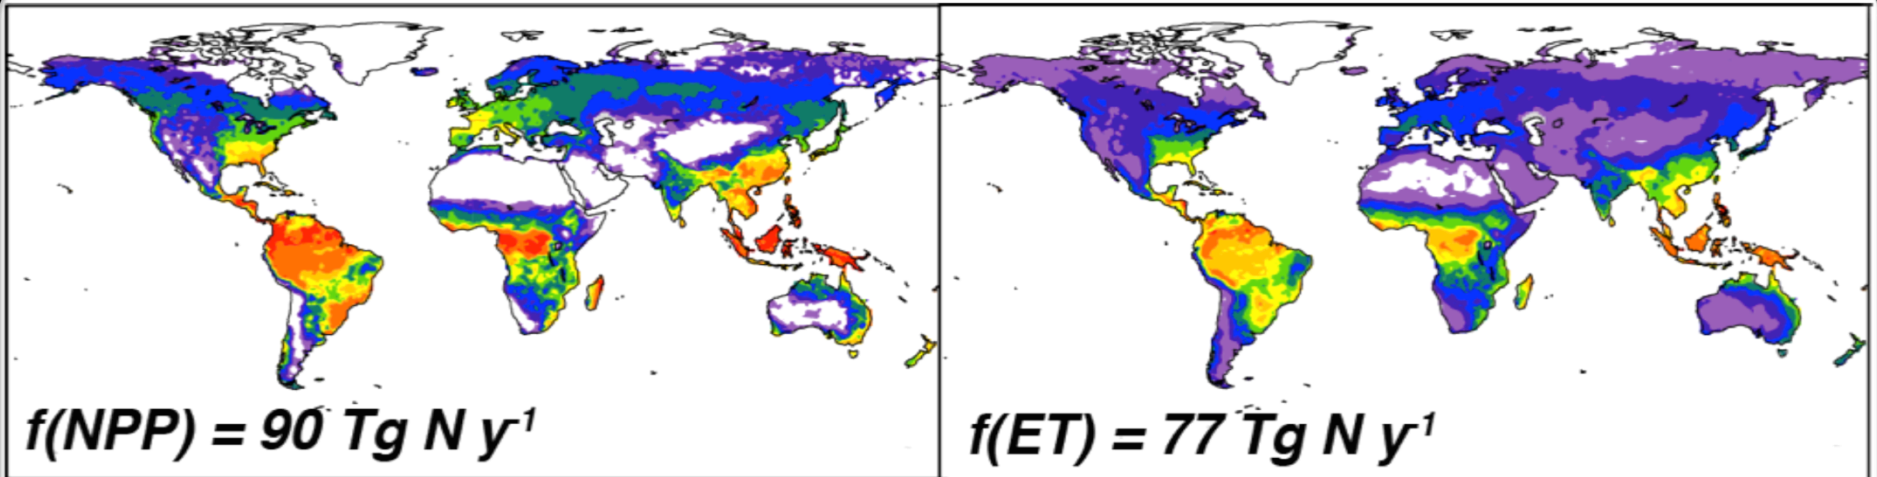 f(NPP) = 90 Tg N y⁻¹
f(ET) = 77 Tg N y⁻¹